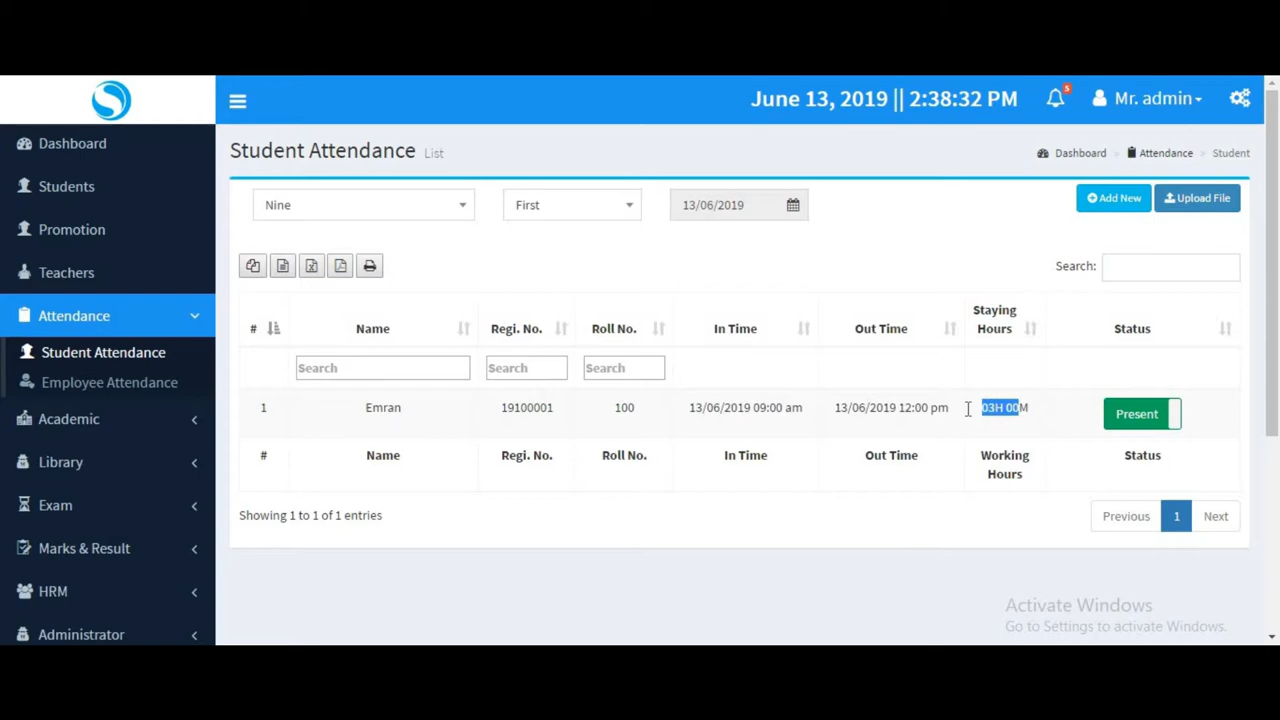 June 13, 2019 || 2:38:32 PM
5
Mr. admin
Dashboard
Students
Promotion
Teachers
Attendance
Student Attendance
Employee Attendance
Academic
Library
Exam
Marks & Result
HRM
Administrator
Student Attendance List
Dashboard > Attendance > Student
Nine
First
13/06/2019
Add New
Upload File
Search:
# Name Regi. No. Roll No. In Time Out Time Staying Hours Status
Search Search Search
1 Emran 19100001 100 13/06/2019 09:00 am 13/06/2019 12:00 pm 03H 00M Present
# Name Regi. No. Roll No. In Time Out Time Working Hours Status
Showing 1 to 1 of 1 entries
Previous 1 Next
Activate Windows
Go to Settings to activate Windows.